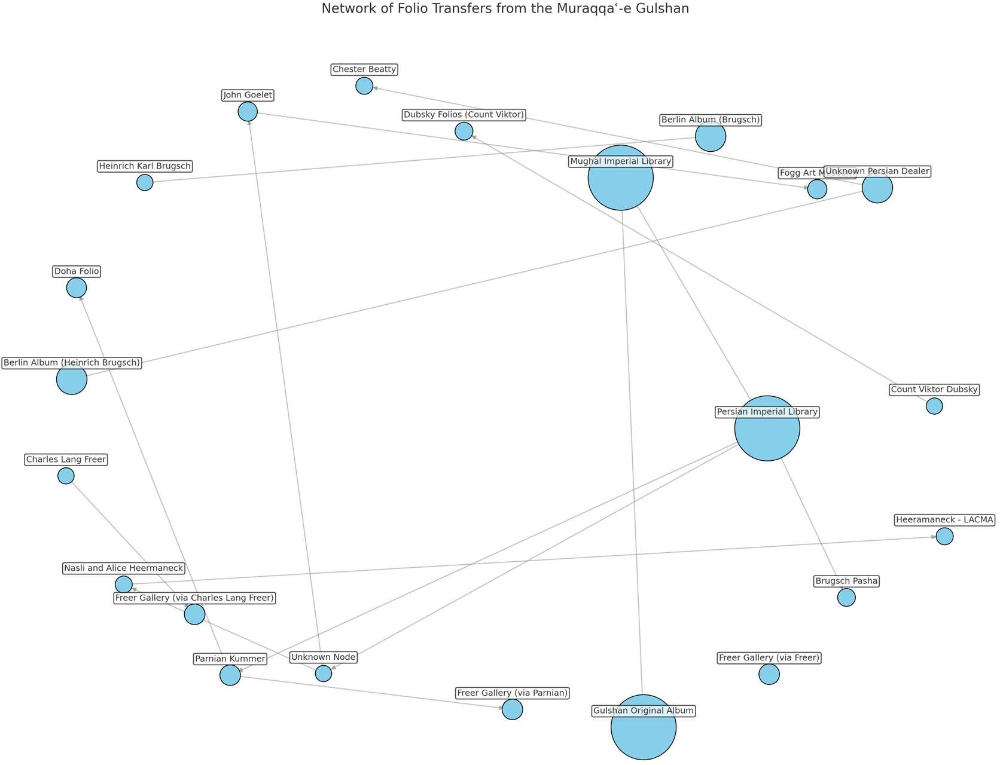 Network of Folio Transfers from the Muraqqaʿ-e Gulshan
Chester Beatty
John Goelet
Dubsky Folios (Count Viktor)
Berlin Album (Brugsch)
Mughal Imperial Library
Heinrich Karl Brugsch
Fogg Art
Unknown Persian Dealer
Doha Folio
Berlin Album (Heinrich Brugsch)
Count Viktor Dubsky
Persian Imperial Library
Charles Lang Freer
Heeramaneck - LACMA
Nasli and Alice Heermaneck
Brugsch Pasha
Freer Gallery (via Charles Lang Freer)
Parnian Kummer
Unknown Node
Freer Gallery (via Freer)
Freer Gallery (via Parnian)
Gulshan Original Album